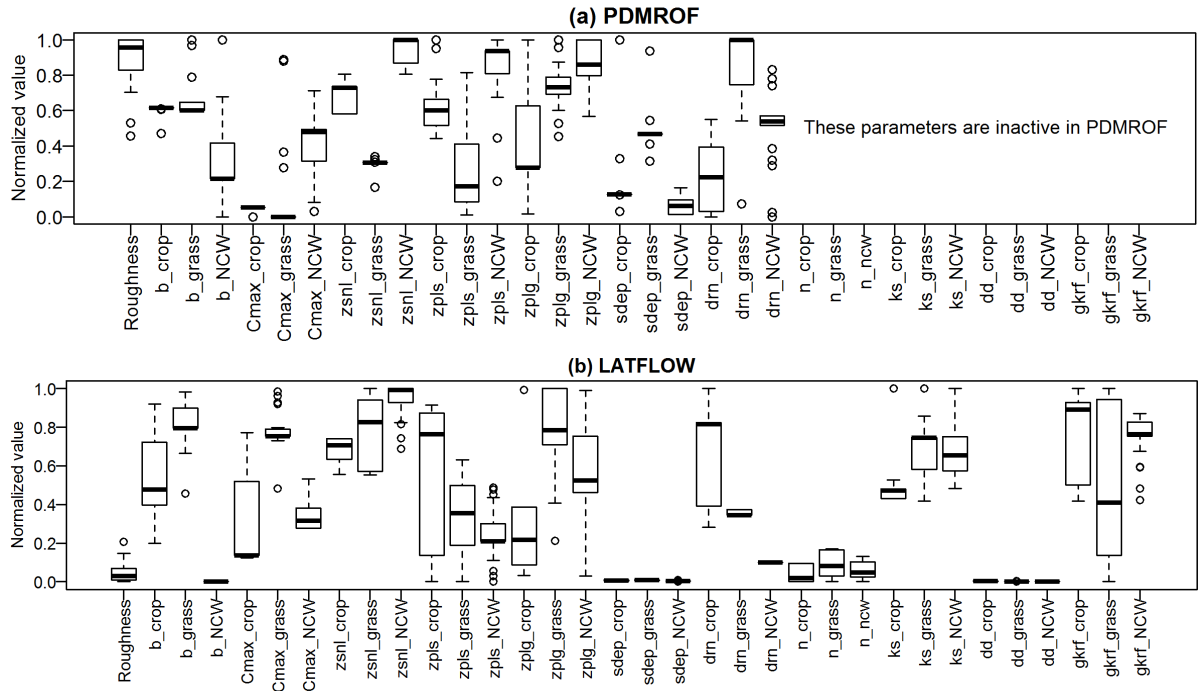 (a) PDMROF
Normalized value
1.0
0.8
0.6
0.4
0.2
0.0
These parameters are inactive in PDMROF
Roughness
b_crop
b_grass
b_NCW
Cmax_crop
Cmax_grass
Cmax_NCW
zsnl_crop
zsnl_grass
zsnl_NCW
zpls_crop
zpls_grass
zpls_NCW
zplg_crop
zplg_grass
zplg_NCW
sdep_crop
sdep_grass
sdep_NCW
drn_crop
drn_grass
drn_NCW
n_crop
n_grass
n_ncw
ks_crop
ks_grass
ks_NCW
dd_crop
dd_grass
dd_NCW
gkrf_crop
gkrf_grass
gkrf_NCW
(b) LATFLOW
Normalized value
1.0
0.8
0.6
0.4
0.2
0.0
Roughness
b_crop
b_grass
b_NCW
Cmax_crop
Cmax_grass
Cmax_NCW
zsnl_crop
zsnl_grass
zsnl_NCW
zpls_crop
zpls_grass
zpls_NCW
zplg_crop
zplg_grass
zplg_NCW
sdep_crop
sdep_grass
sdep_NCW
drn_crop
drn_grass
drn_NCW
n_crop
n_grass
n_ncw
ks_crop
ks_grass
ks_NCW
dd_crop
dd_grass
dd_NCW
gkrf_crop
gkrf_grass
gkrf_NCW